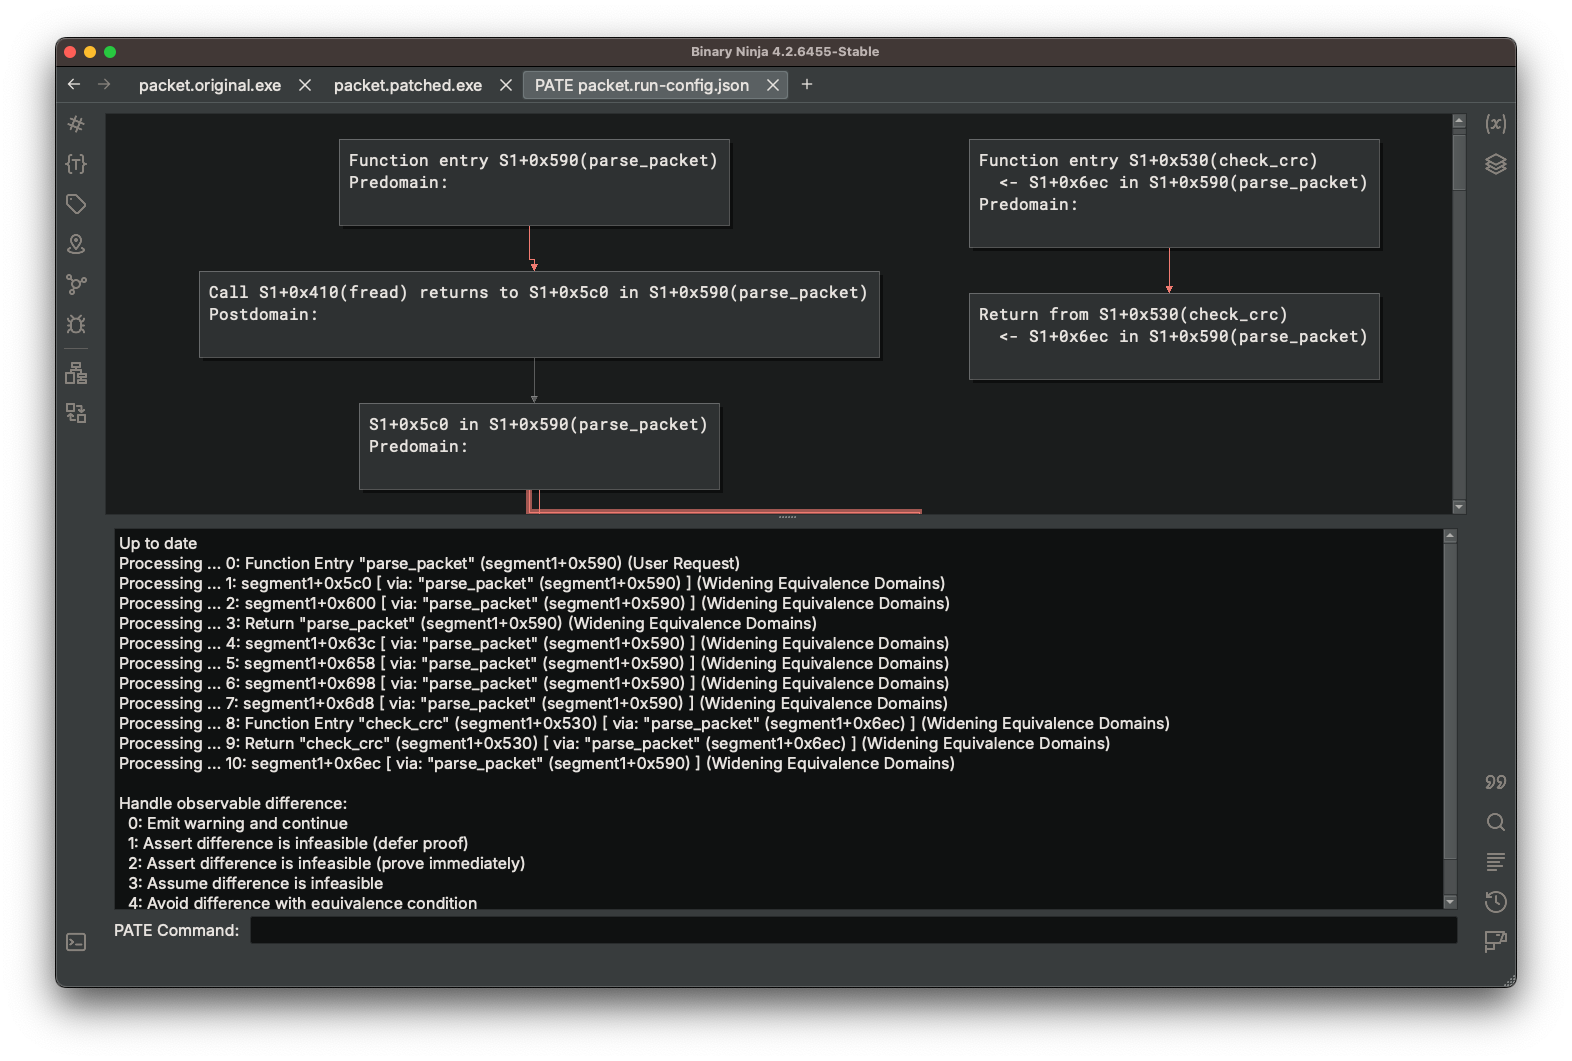 Binary Ninja 4.2.6455-Stable
packet.original.exe
packet.patched.exe
PATE packet.run-config.json
Function entry S1+0x590(parse_packet)
Predomain:
Call S1+0x410(fread) returns to S1+0x5c0 in S1+0x590(parse_packet)
Postdomain:
S1+0x5c0 in S1+0x590(parse_packet)
Predomain:
Function entry S1+0x530(check_crc)
<- S1+0x6ec in S1+0x590(parse_packet)
Predomain:
Return from S1+0x530(check_crc)
<- S1+0x6ec in S1+0x590(parse_packet)
Up to date
Processing ... 0: Function Entry "parse_packet" (segment1+0x590) (User Request)
Processing ... 1: segment1+0x5c0 [ via: "parse_packet" (segment1+0x590) ] (Widening Equivalence Domains)
Processing ... 2: segment1+0x600 [ via: "parse_packet" (segment1+0x590) ] (Widening Equivalence Domains)
Processing ... 3: Return "parse_packet" (segment1+0x590) (Widening Equivalence Domains)
Processing ... 4: segment1+0x63c [ via: "parse_packet" (segment1+0x590) ] (Widening Equivalence Domains)
Processing ... 5: segment1+0x658 [ via: "parse_packet" (segment1+0x590) ] (Widening Equivalence Domains)
Processing ... 6: segment1+0x698 [ via: "parse_packet" (segment1+0x590) ] (Widening Equivalence Domains)
Processing ... 7: segment1+0x6d8 [ via: "parse_packet" (segment1+0x590) ] (Widening Equivalence Domains)
Processing ... 8: Function Entry "check_crc" (segment1+0x530) [ via: "parse_packet" (segment1+0x6ec) ] (Widening Equivalence Domains)
Processing ... 9: Return "check_crc" (segment1+0x530) [ via: "parse_packet" (segment1+0x6ec) ] (Widening Equivalence Domains)
Processing ... 10: segment1+0x6ec [ via: "parse_packet" (segment1+0x590) ] (Widening Equivalence Domains)
Handle observable difference:
0: Emit warning and continue
1: Assert difference is infeasible (defer proof)
2: Assert difference is infeasible (prove immediately)
3: Assume difference is infeasible
4: Avoid difference with equivalence condition
PATE Command: